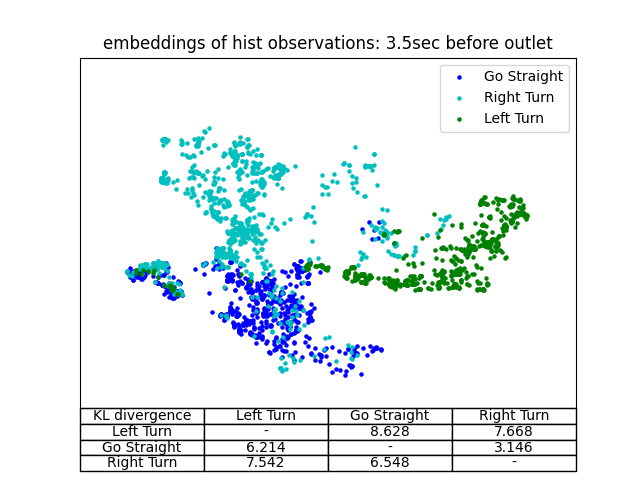 embeddings of hist observations: 3.5sec before outlet
Go Straight
Right Turn
Left Turn
KL divergence Left Turn Go Straight Right Turn
Left Turn - 8.628 7.668
Go Straight 6.214 - 3.146
Right Turn 7.542 6.548 -